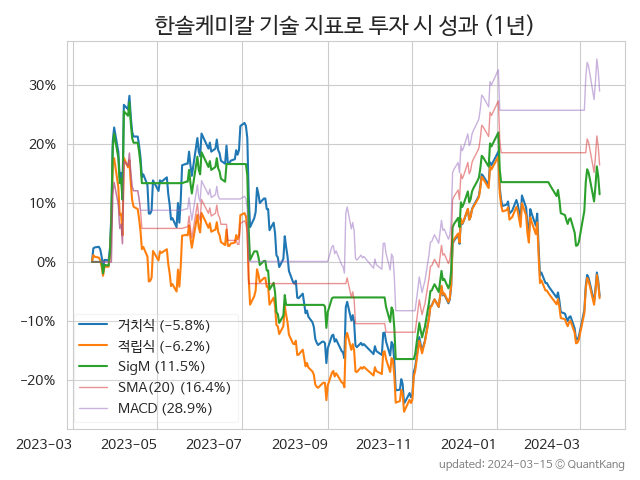 한솔케미칼 기술 지표로 투자 시 성과 (1년)
30%
20%
10%
0%
−10%
−20%
거치식 (−5.8%)
적립식 (−6.2%)
SigM (11.5%)
SMA(20) (16.4%)
MACD (28.9%)
2023−03 2023−05 2023−07 2023−09 2023−11 2024−01 2024−03
updated: 2024−03−15 ⓒ QuantKang